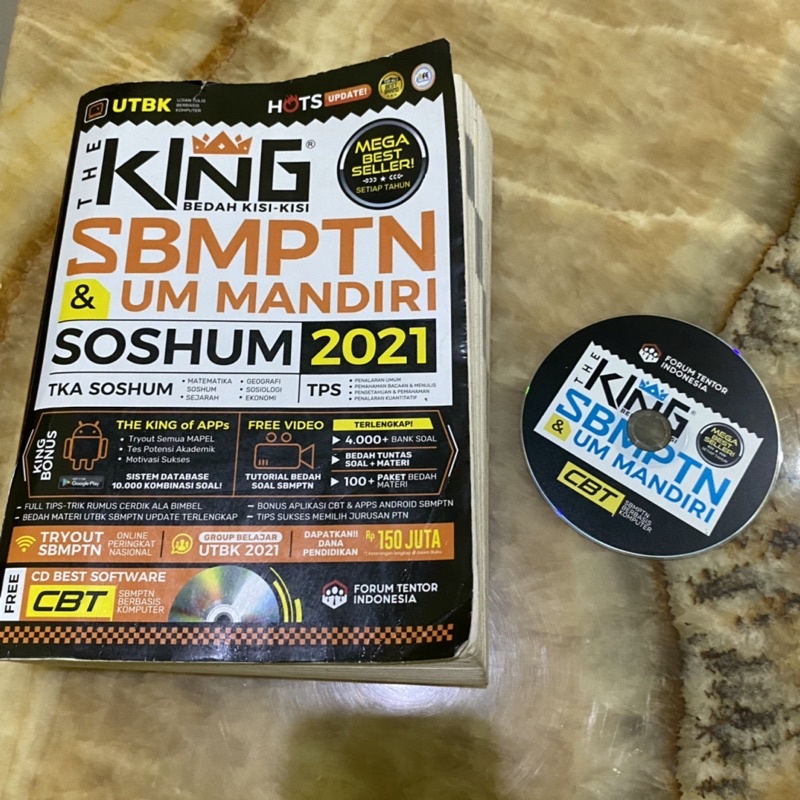 UTBK
UJIAN TULIS
BERBASIS
KOMPUTER
HOTS UPDATE!
THE KING®
BEDAH KISI-KISI
MEGA
BEST
SELLER!
SETIAP TAHUN
SBMPTN
& UM MANDIRI
SOSHUM 2021
TKA SOSHUM
• MATEMATIKA SOSHUM
• SEJARAH
• GEOGRAFI
• SOSIOLOGI
• EKONOMI
TPS
• PENALARAN UMUM
• PEMAHAMAN BACAAN & MENULIS
• PENGETAHUAN & PEMAHAMAN
• PENALARAN KUANTITATIF
KING BONUS
Google Play
THE KING of APPs
• Tryout Semua MAPEL
• Tes Potensi Akademik
• Motivasi Sukses
SISTEM DATABASE
10.000 KOMBINASI SOAL!
FREE VIDEO
TUTORIAL BEDAH
SOAL SBMPTN
TERLENGKAP!
4.000+ BANK SOAL
BEDAH TUNTAS
SOAL + MATERI
100+ PAKET BEDAH MATERI
– FULL TIPS-TRIK RUMUS CERDIK ALA BIMBEL
– BEDAH MATERI UTBK SBMPTN UPDATE TERLENGKAP
– BONUS APLIKASI CBT & APPS ANDROID SBMPTN
– TIPS SUKSES MEMILIH JURUSAN PTN
TRYOUT
SBMPTN
ONLINE
PERINGKAT
NASIONAL
GROUP BELAJAR
UTBK 2021
DAPATKAN!!
DANA
PENDIDIKAN
Rp 150 JUTA
FREE
CD BEST SOFTWARE
CBT
SBMPTN
BERBASIS
KOMPUTER
FORUM TENTOR
INDONESIA
FORUM TENTOR
INDONESIA
THE KING
MEGA
BEST
SELLER!
SBMPTN
& UM MANDIRI
CBT
SBMPTN
BERBASIS
KOMPUTER